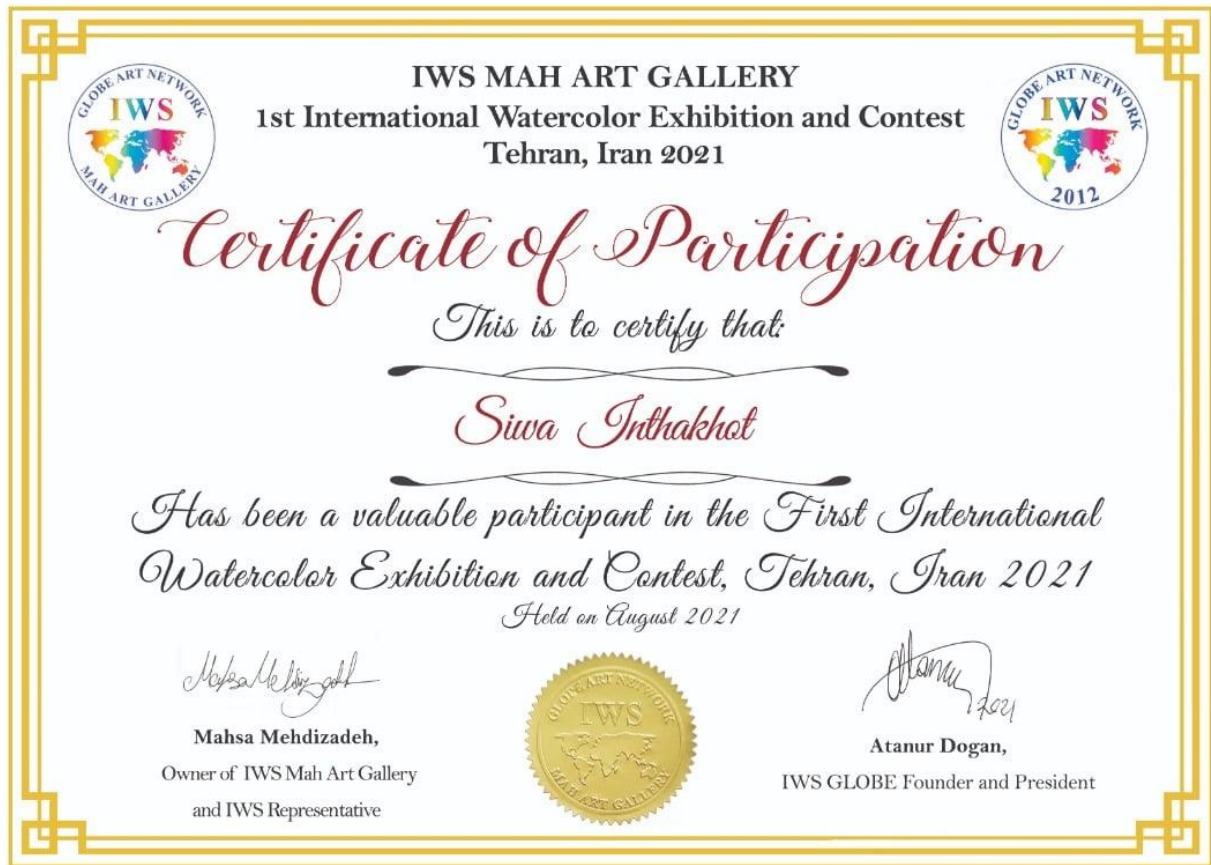 IWS MAH ART GALLERY
1st International Watercolor Exhibition and Contest
Tehran, Iran 2021
GLOBE ART NETWORK
IWS
MAH ART GALLERY
GLOBE ART NETWORK
IWS
2012
Certificate of Participation
This is to certify that:
Siwa Inthakhot
Has been a valuable participant in the First International
Watercolor Exhibition and Contest, Tehran, Iran 2021
Held on August 2021
Mahsa Mehdizadeh
Mahsa Mehdizadeh,
Owner of IWS Mah Art Gallery
and IWS Representative
GLOBE ART NETWORK
IWS
MAH ART GALLERY
2021
Atanur Dogan,
IWS GLOBE Founder and President